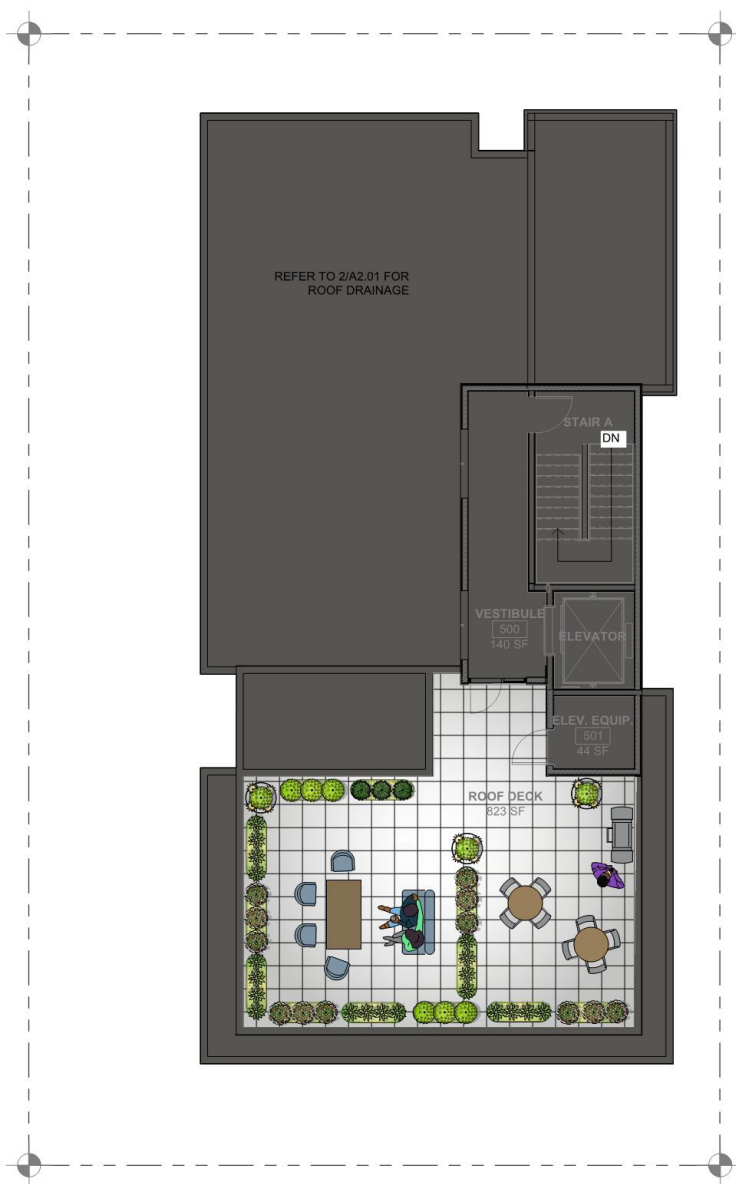 REFER TO 2/A2.01 FOR
ROOF DRAINAGE
STAIR A
DN
VESTIBULE
500
140 SF
ELEVATOR
ELEV. EQUIP.
501
44 SF
ROOF DECK
823 SF